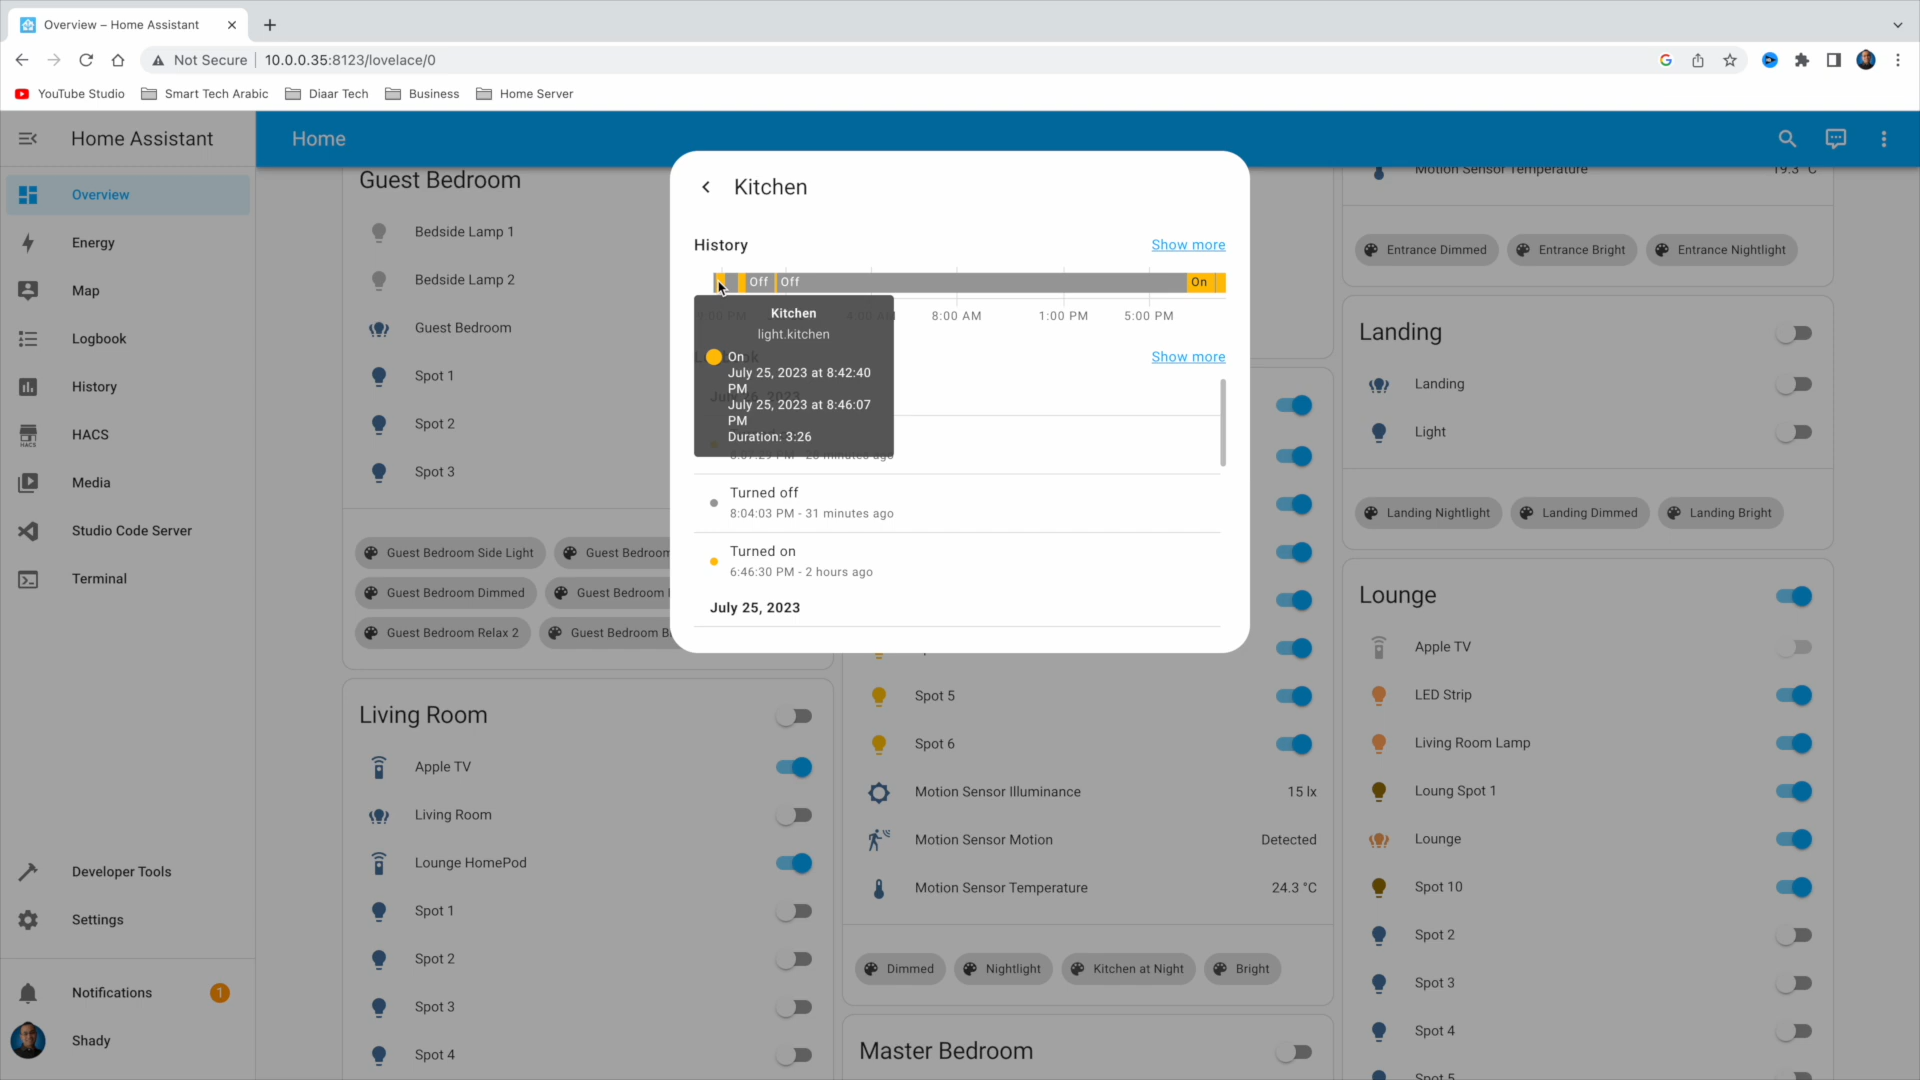 Overview – Home Assistant
Not Secure
10.0.0.35:8123/lovelace/0
YouTube Studio
Smart Tech Arabic
Diaar Tech
Business
Home Server
Home Assistant
Home
Overview
Energy
Map
Logbook
History
HACS
HACS
Media
Studio Code Server
Terminal
Developer Tools
Settings
Notifications
1
Shady
Guest Bedroom
Bedside Lamp 1
Bedside Lamp 2
Guest Bedroom
Spot 1
Spot 2
Spot 3
Guest Bedroom Side Light
Guest Bedroom
Guest Bedroom Dimmed
Guest Bedroom
Guest Bedroom Relax 2
Guest Bedroom B
Living Room
Apple TV
Living Room
Lounge HomePod
Spot 1
Spot 2
Spot 3
Spot 4
Kitchen
History
Show more
Off
Off
On
8:00 PM
4:00 AM
8:00 AM
1:00 PM
5:00 PM
Kitchen
light.kitchen
On
July 25, 2023 at 8:42:40
PM
July 25, 2023 at 8:46:07
PM
Duration: 3:26
Show more
Turned off
8:04:03 PM - 31 minutes ago
Turned on
6:46:30 PM - 2 hours ago
July 25, 2023
Spot 5
Spot 6
Motion Sensor Illuminance
15 lx
Motion Sensor Motion
Detected
Motion Sensor Temperature
24.3 °C
Dimmed
Nightlight
Kitchen at Night
Bright
Master Bedroom
Motion Sensor Temperature
19.3 °C
Entrance Dimmed
Entrance Bright
Entrance Nightlight
Landing
Landing
Light
Landing Nightlight
Landing Dimmed
Landing Bright
Lounge
Apple TV
LED Strip
Living Room Lamp
Loung Spot 1
Lounge
Spot 10
Spot 2
Spot 3
Spot 4
Spot 5